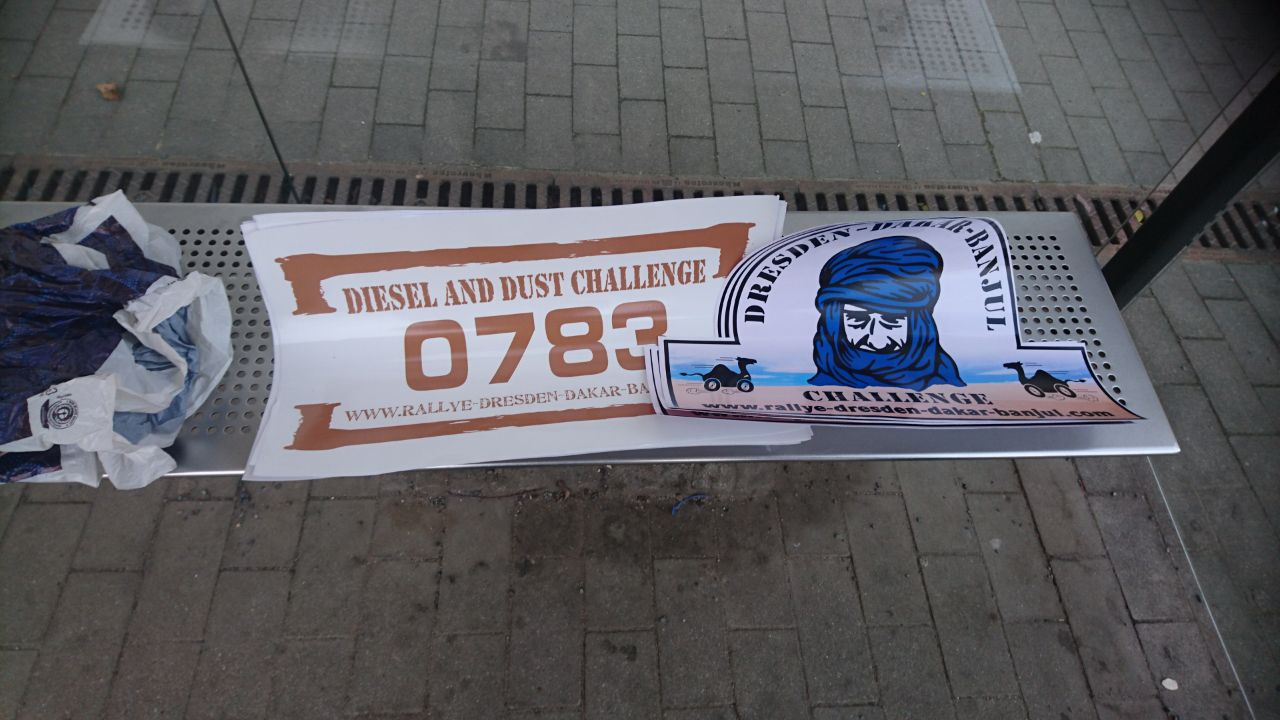 DIESEL AND DUST CHALLENGE
0783
WWW.RALLYE-DRESDEN-DAKAR-BA
DRESDEN-DAKAR-BANJUL
CHALLENGE
www.rallye-dresden-dakar-banjul.com